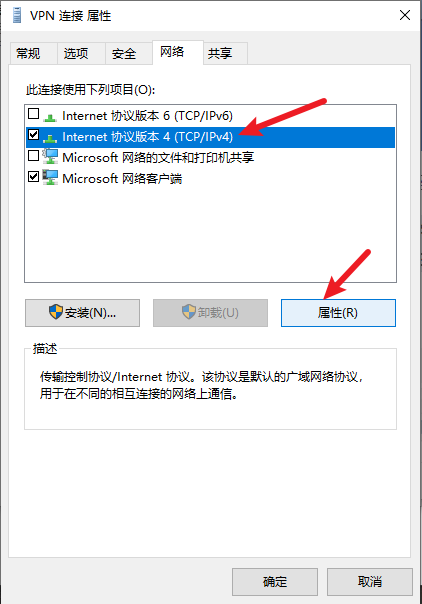 VPN 连接 属性
常规 选项 安全 网络 共享
此连接使用下列项目(O):
Internet 协议版本 6 (TCP/IPv6)
Internet 协议版本 4 (TCP/IPv4)
Microsoft 网络的文件和打印机共享
Microsoft 网络客户端
安装(N)... 卸载(U) 属性(R)
描述
传输控制协议/Internet 协议。该协议是默认的广域网络协议，
用于在不同的相互连接的网络上通信。
确定 取消